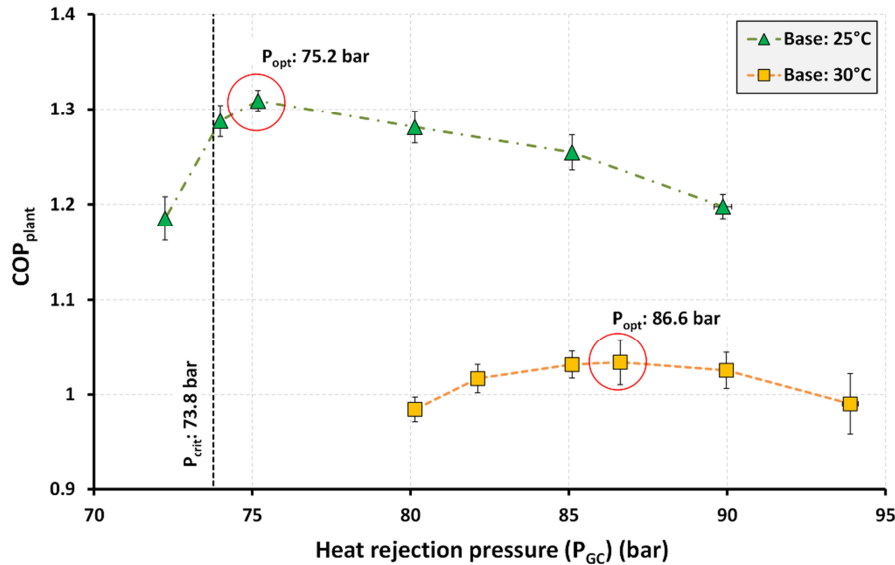 1.4
1.3
1.2
1.1
1
0.9
COP_plant
P_opt: 75.2 bar
Base: 25°C
Base: 30°C
P_opt: 86.6 bar
P_crit: 73.8 bar
70 75 80 85 90 95
Heat rejection pressure (P_GC) (bar)